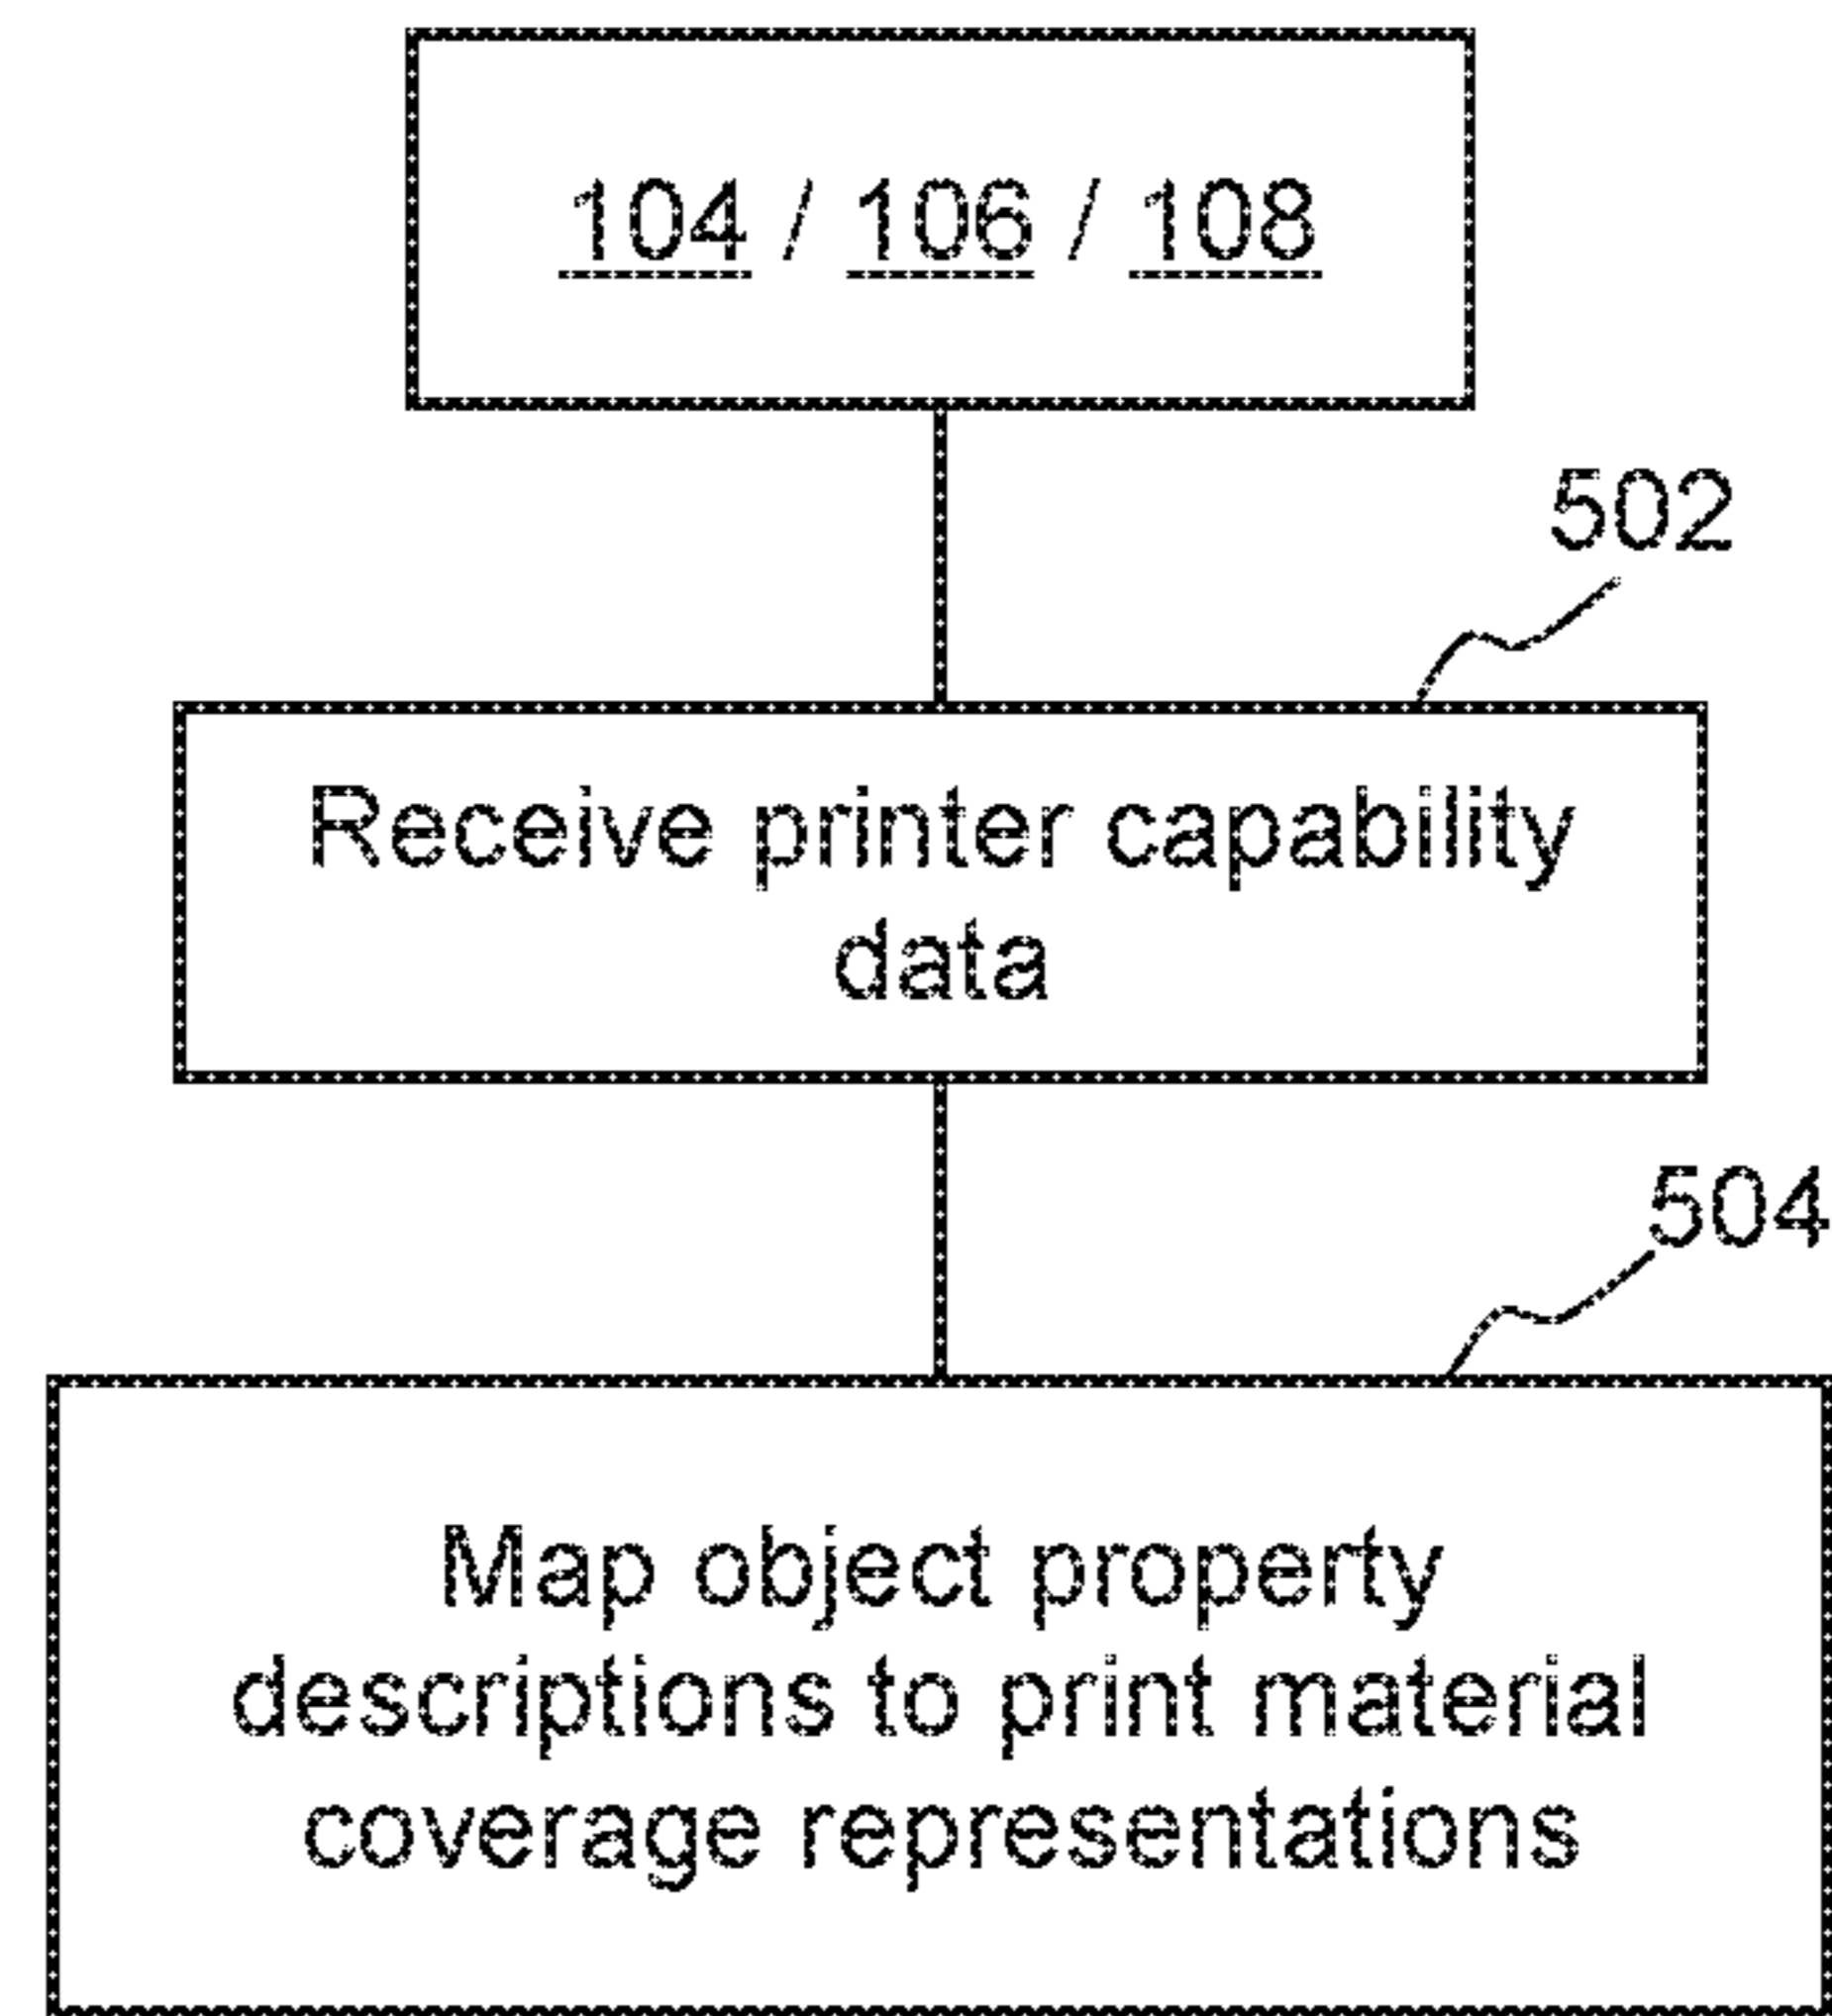 104 / 106 / 108
502
Receive printer capability
data
504
Map object property
descriptions to print material
coverage representations